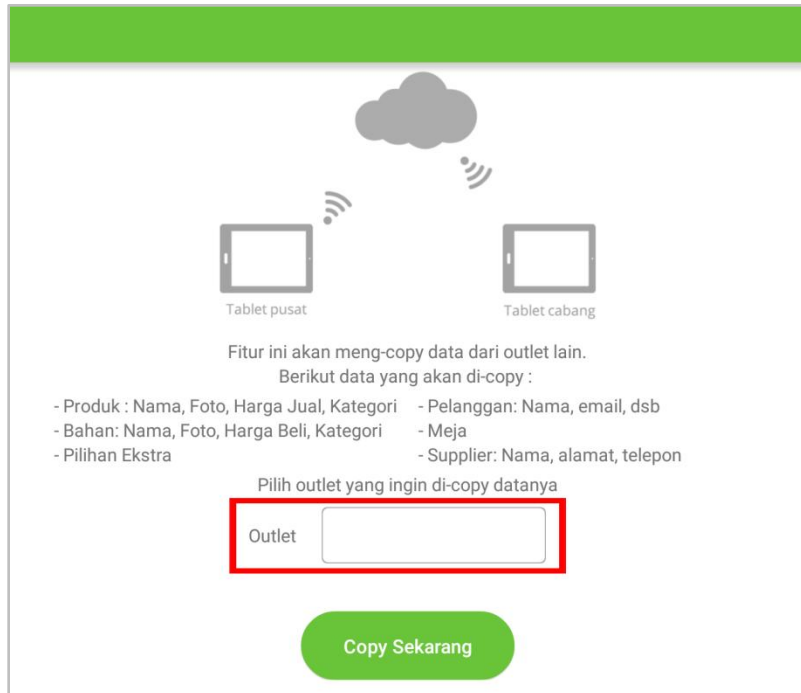 Tablet pusat
Tablet cabang
Fitur ini akan meng-copy data dari outlet lain.
Berikut data yang akan di-copy :
- Produk : Nama, Foto, Harga Jual, Kategori
- Bahan: Nama, Foto, Harga Beli, Kategori
- Pilihan Ekstra
- Pelanggan: Nama, email, dsb
- Meja
- Supplier: Nama, alamat, telepon
Pilih outlet yang ingin di-copy datanya
Outlet
Copy Sekarang